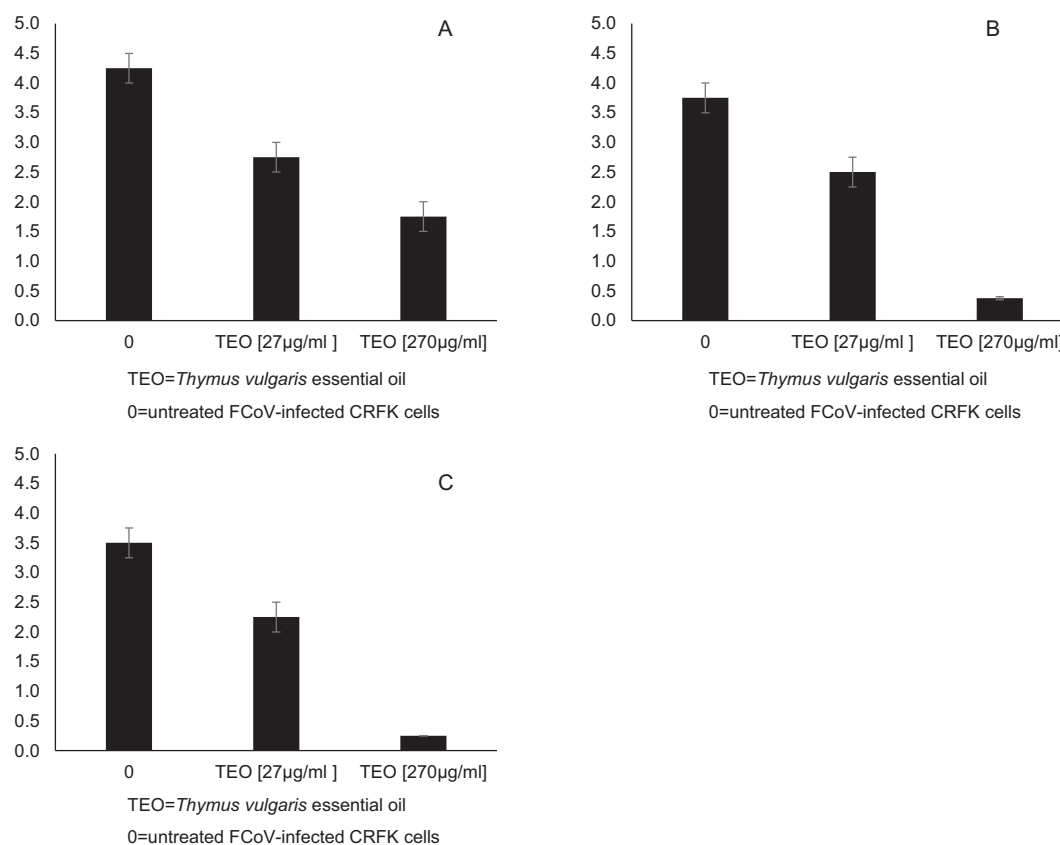 5.0
4.5
4.0
3.5
3.0
2.5
2.0
1.5
1.0
0.5
0.0
A
0 TEO [27µg/ml ] TEO [270µg/ml]
TEO=Thymus vulgaris essential oil
0=untreated FCoV-infected CRFK cells
5.0
4.5
4.0
3.5
3.0
2.5
2.0
1.5
1.0
0.5
0.0
B
0 TEO [27µg/ml ] TEO [270µg/ml]
TEO=Thymus vulgaris essential oil
0=untreated FCoV-infected CRFK cells
5.0
4.5
4.0
3.5
3.0
2.5
2.0
1.5
1.0
0.5
0.0
C
0 TEO [27µg/ml ] TEO [270µg/ml]
TEO=Thymus vulgaris essential oil
0=untreated FCoV-infected CRFK cells